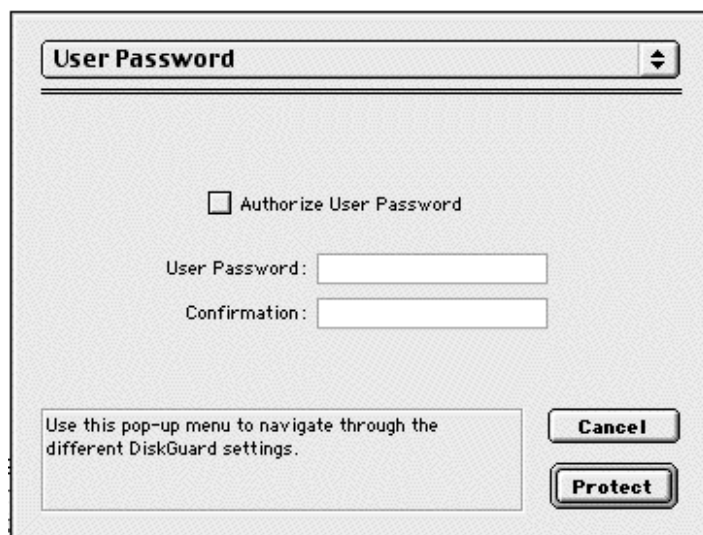 User Password
Authorize User Password
User Password:
Confirmation:
Use this pop-up menu to navigate through the
different DiskGuard settings.
Cancel
Protect